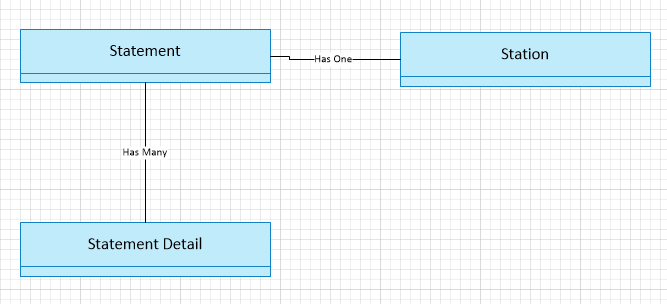 Statement
Has One
Station
Has Many
Statement Detail